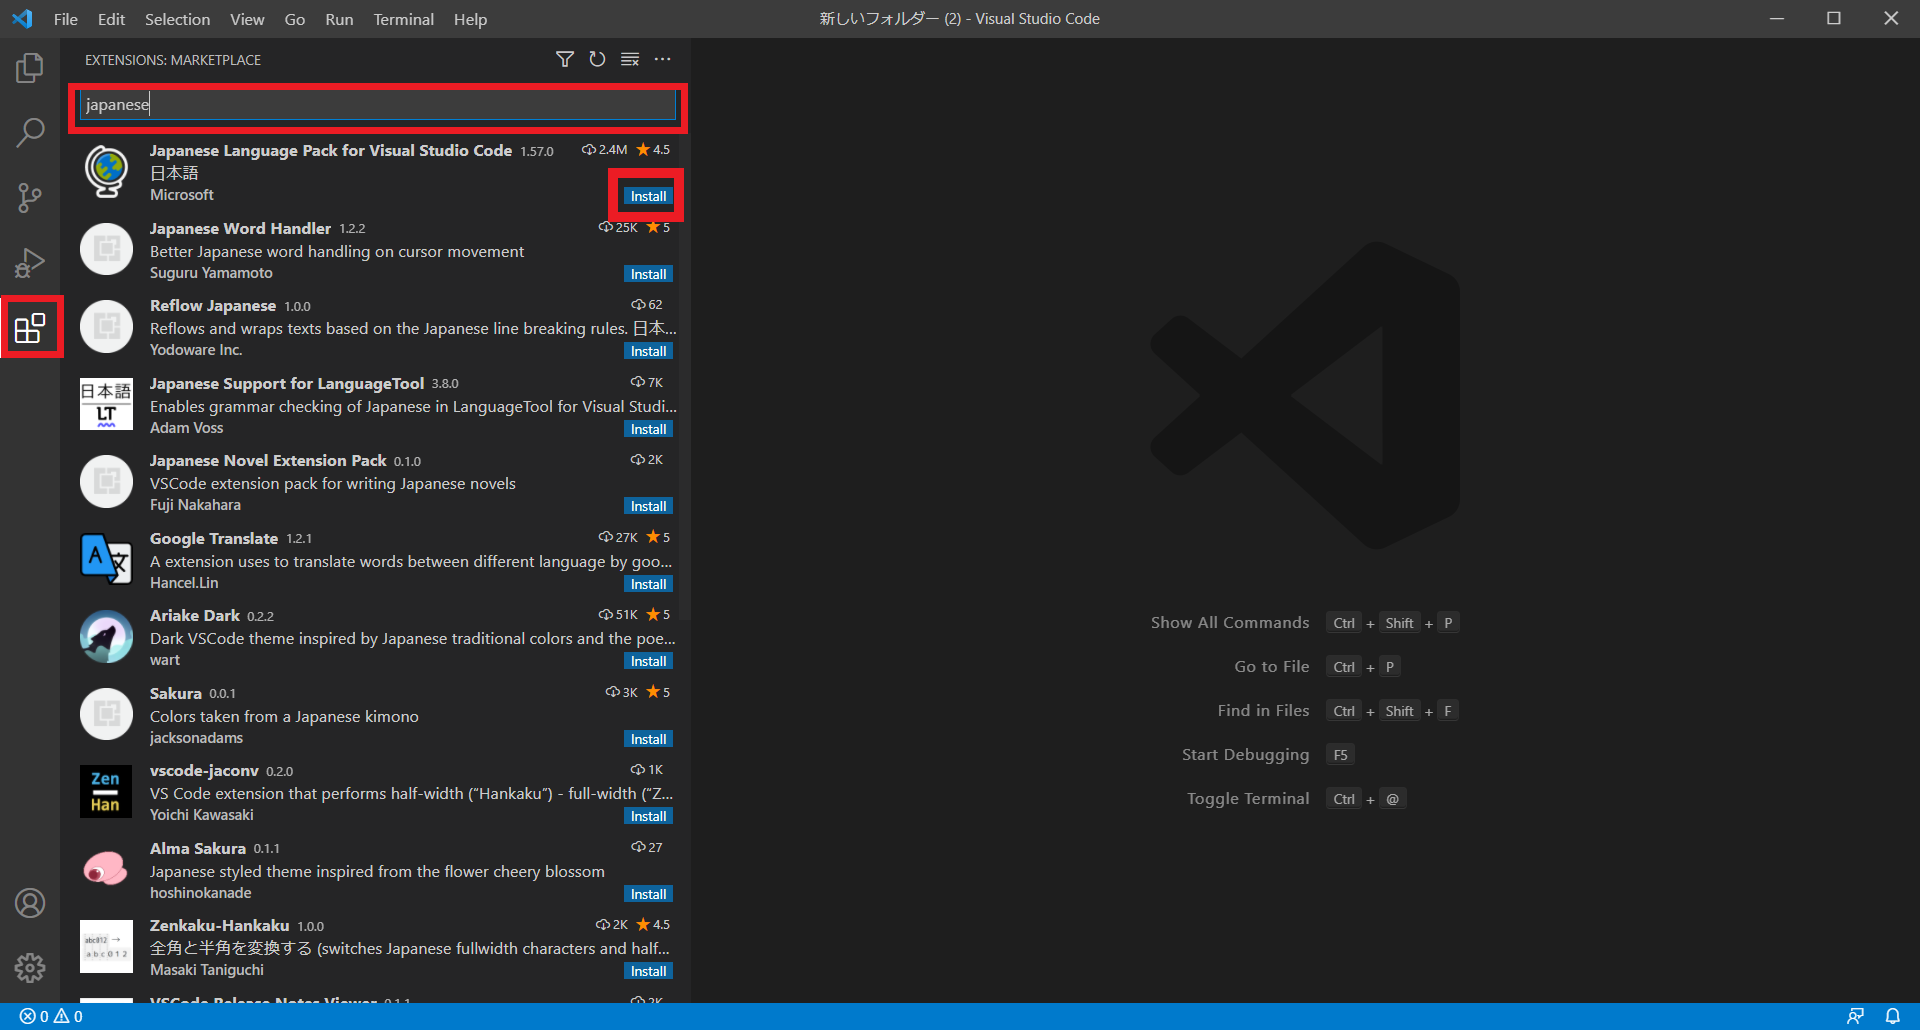 File Edit Selection View Go Run Terminal Help
新しいフォルダー (2) - Visual Studio Code
EXTENSIONS: MARKETPLACE
japanese
Japanese Language Pack for Visual Studio Code 1.57.0 2.4M 4.5
日本語
Microsoft Install
Japanese Word Handler 1.2.2 25K 5
Better Japanese word handling on cursor movement
Suguru Yamamoto Install
Reflow Japanese 1.0.0 62
Reflows and wraps texts based on the Japanese line breaking rules. 日本...
Yodoware Inc. Install
日本語
LT
Japanese Support for LanguageTool 3.8.0 7K
Enables grammar checking of Japanese in LanguageTool for Visual Studi...
Adam Voss Install
Japanese Novel Extension Pack 0.1.0 2K
VSCode extension pack for writing Japanese novels
Fuji Nakahara Install
A 文
Google Translate 1.2.1 27K 5
A extension uses to translate words between different language by goo...
Hancel.Lin Install
Ariake Dark 0.2.2 51K 5
Dark VSCode theme inspired by Japanese traditional colors and the poe...
wart Install
Sakura 0.0.1 3K 5
Colors taken from a Japanese kimono
jacksonadams Install
Zen
Han
vscode-jaconv 0.2.0 1K
VS Code extension that performs half-width (“Hankaku”) - full-width (“Z...
Yoichi Kawasaki Install
Alma Sakura 0.1.1 27
Japanese styled theme inspired from the flower cheery blossom
hoshinokanade Install
abc012 →
a b c 0 1 2
Zenkaku-Hankaku 1.0.0 2K 4.5
全角と半角を変換する (switches Japanese fullwidth characters and half...
Masaki Taniguchi Install
VSCode Release Notes Viewer 0.1.1 2K
Show All Commands Ctrl + Shift + P
Go to File Ctrl + P
Find in Files Ctrl + Shift + F
Start Debugging F5
Toggle Terminal Ctrl + @
0 0